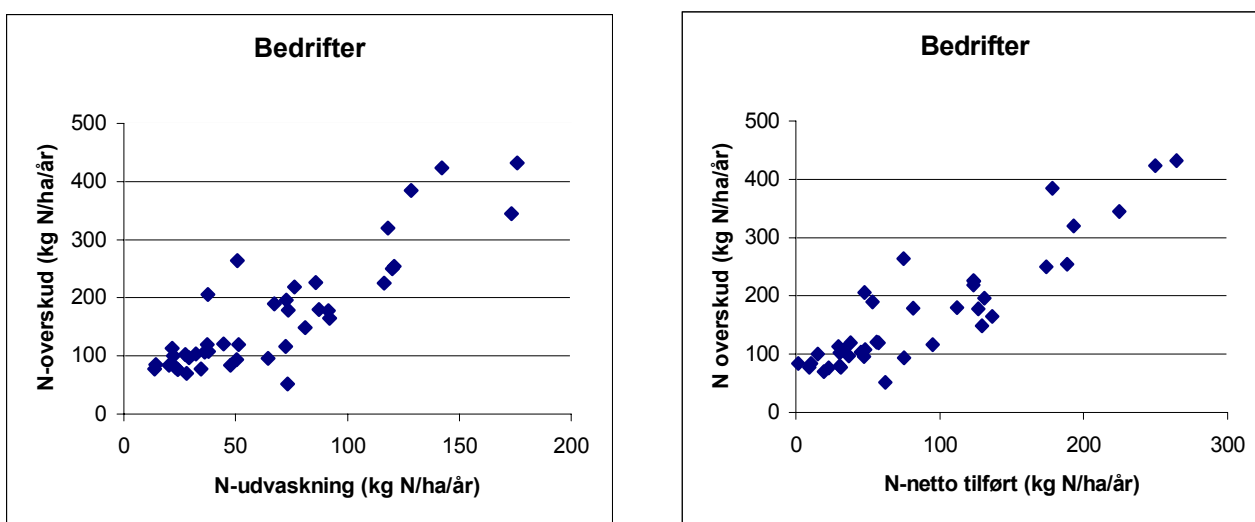 Bedrifter
N-overskud (kg N/ha/år)
500
400
300
200
100
0
0 50 100 150 200
N-udvaskning (kg N/ha/år)
Bedrifter
N overskud (kg N/ha/år)
500
400
300
200
100
0
0 100 200 300
N-netto tilført (kg N/ha/år)